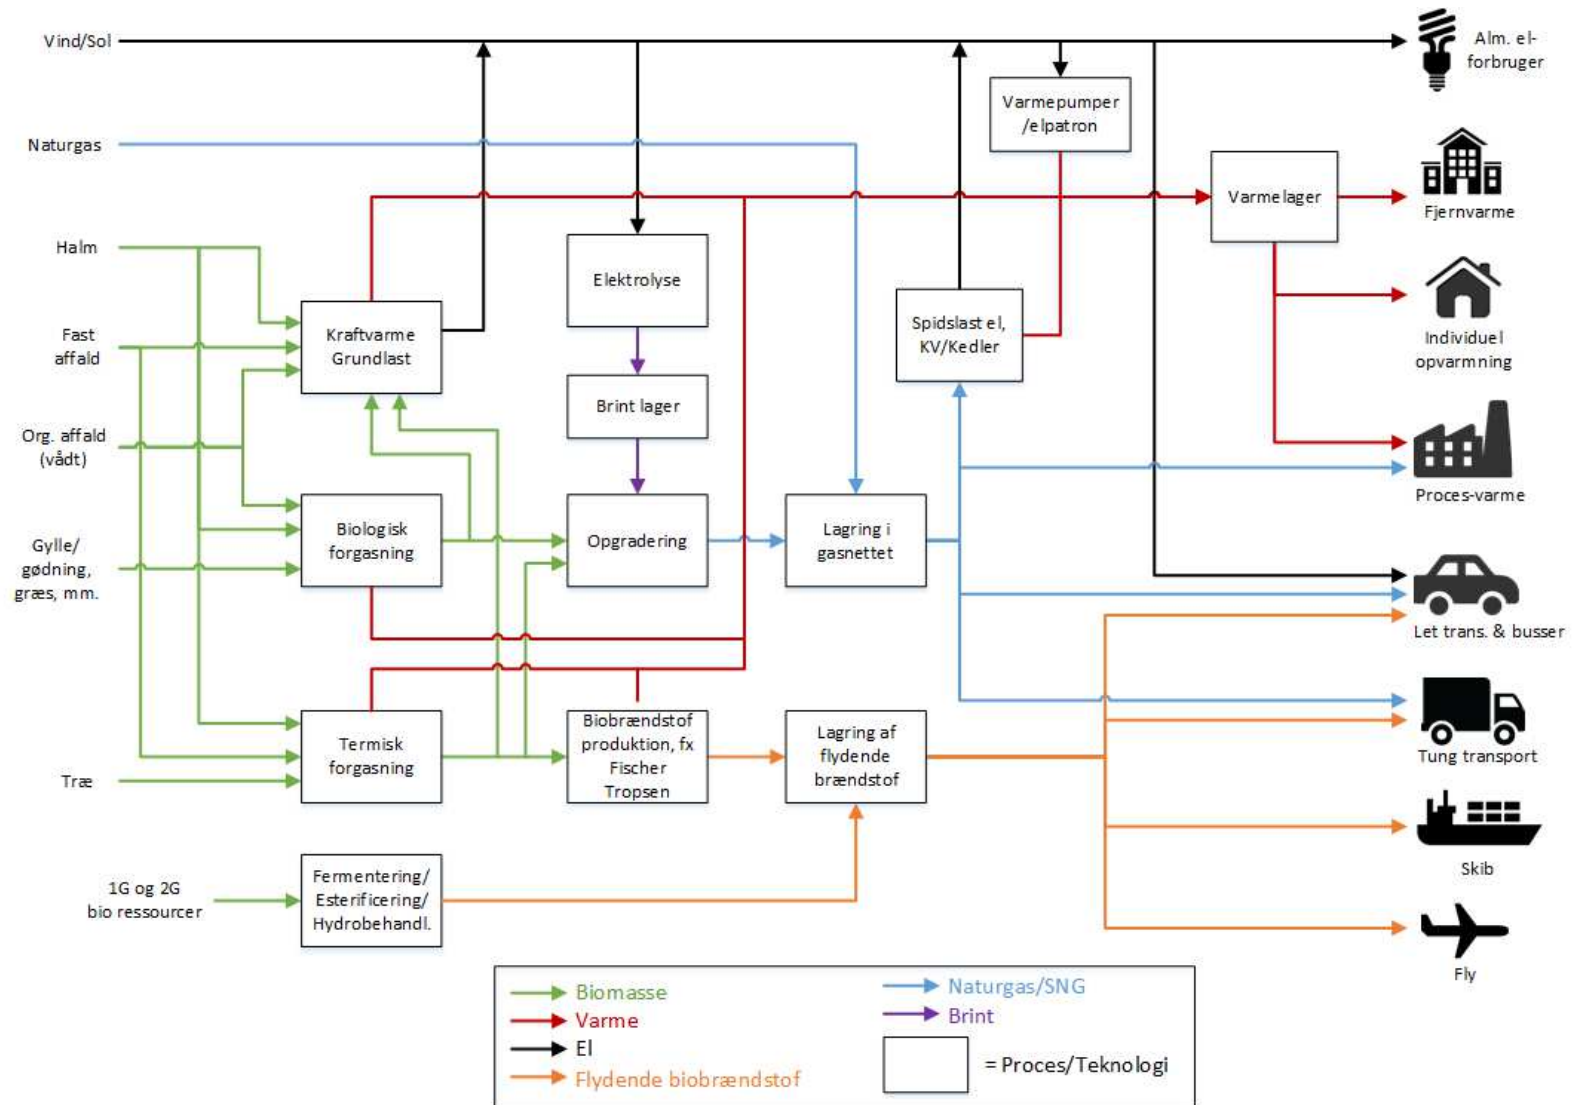 Vind/Sol
Alm. el-
forbruger
Varmepumper
/elpatron
Naturgas
Varmelager
Fjernvarme
Halm
Elektrolyse
Kraftvarme
Grundlast
Spidslast el,
KV/Kedler
Fast
affald
Individuel
opvarmning
Brint lager
Org. affald
(vådt)
Proces-varme
Biologisk
forgasning
Opgradering
Lagring i
gasnettet
Gylle/
gødning,
græs, mm.
Let trans. & busser
Termisk
forgasning
Biobrændstof
produktion, fx
Fischer
Tropsen
Lagring af
flydende
brændstof
Tung transport
Træ
Skib
1G og 2G
bio ressourcer
Fermentering/
Esterificering/
Hydrobehandl.
Fly
Biomasse
Varme
El
Flydende biobrændstof
Naturgas/SNG
Brint
= Proces/Teknologi